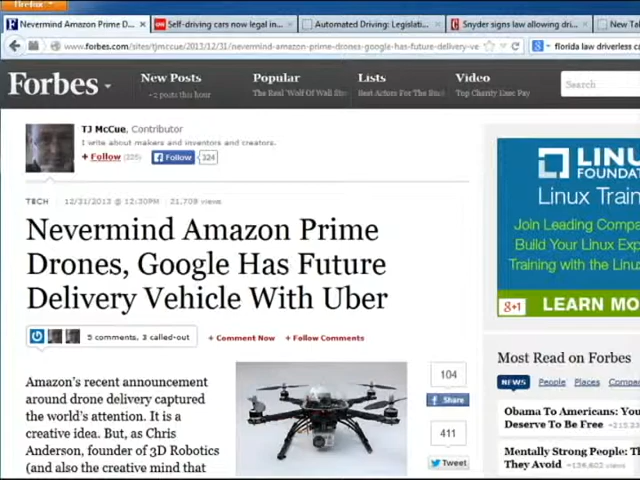 Firefox
Nevermind Amazon Prime D...
Self-driving cars now legal in...
Automated Driving: Legislati...
Snyder signs law allowing dri...
New Ta
www.forbes.com/sites/tjmccue/2013/12/31/nevermind-amazon-prime-drones-google-has-future-delivery-ve
florida law driverless c
Forbes
New Posts
+2 posts this hour
Popular
The Real 'Wolf Of Wall Str
Lists
Best Actors For The Buck
Video
Top Charity Exec Pay
Search
TJ McCue, Contributor
I write about makers and inventors and creators.
+ Follow (225)
Follow
324
TECH
12/31/2013 @ 12:30PM
21,709 views
Nevermind Amazon Prime
Drones, Google Has Future
Delivery Vehicle With Uber
9 comments, 3 called-out
+ Comment Now
+ Follow Comments
Amazon's recent announcement
around drone delivery captured
the world's attention. It is a
creative idea. But, as Chris
Anderson, founder of 3D Robotics
(and also the creative mind that
104
Share
411
Tweet
LINU
FOUNDAT
Linux Train
Join Leading Compa
Build Your Linux Exp
Training with the Linu
g+1
LEARN MO
Most Read on Forbes
NEWS
People
Places
Compan
Obama To Americans: You
Deserve To Be Free
Mentally Strong People: Th
They Avoid